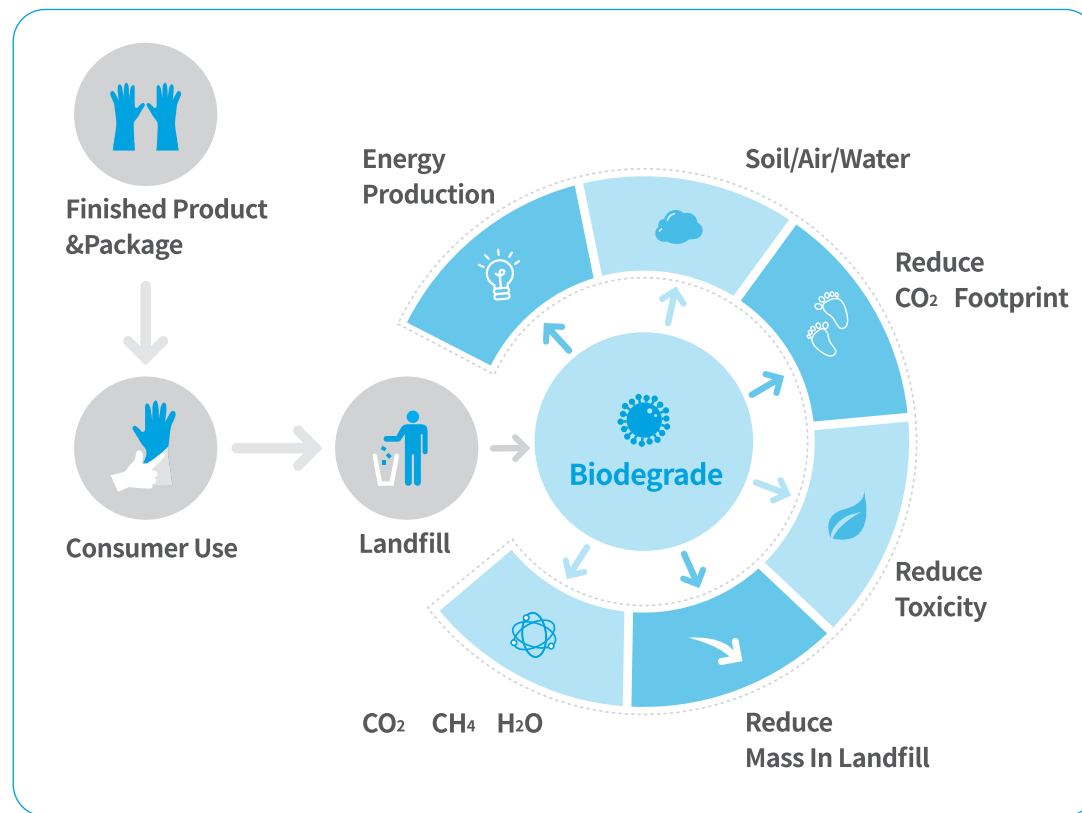 Finished Product
&Package
Consumer Use
Landfill
Biodegrade
Energy
Production
Soil/Air/Water
Reduce
CO₂ Footprint
Reduce
Toxicity
Reduce
Mass In Landfill
CO₂ CH₄ H₂O